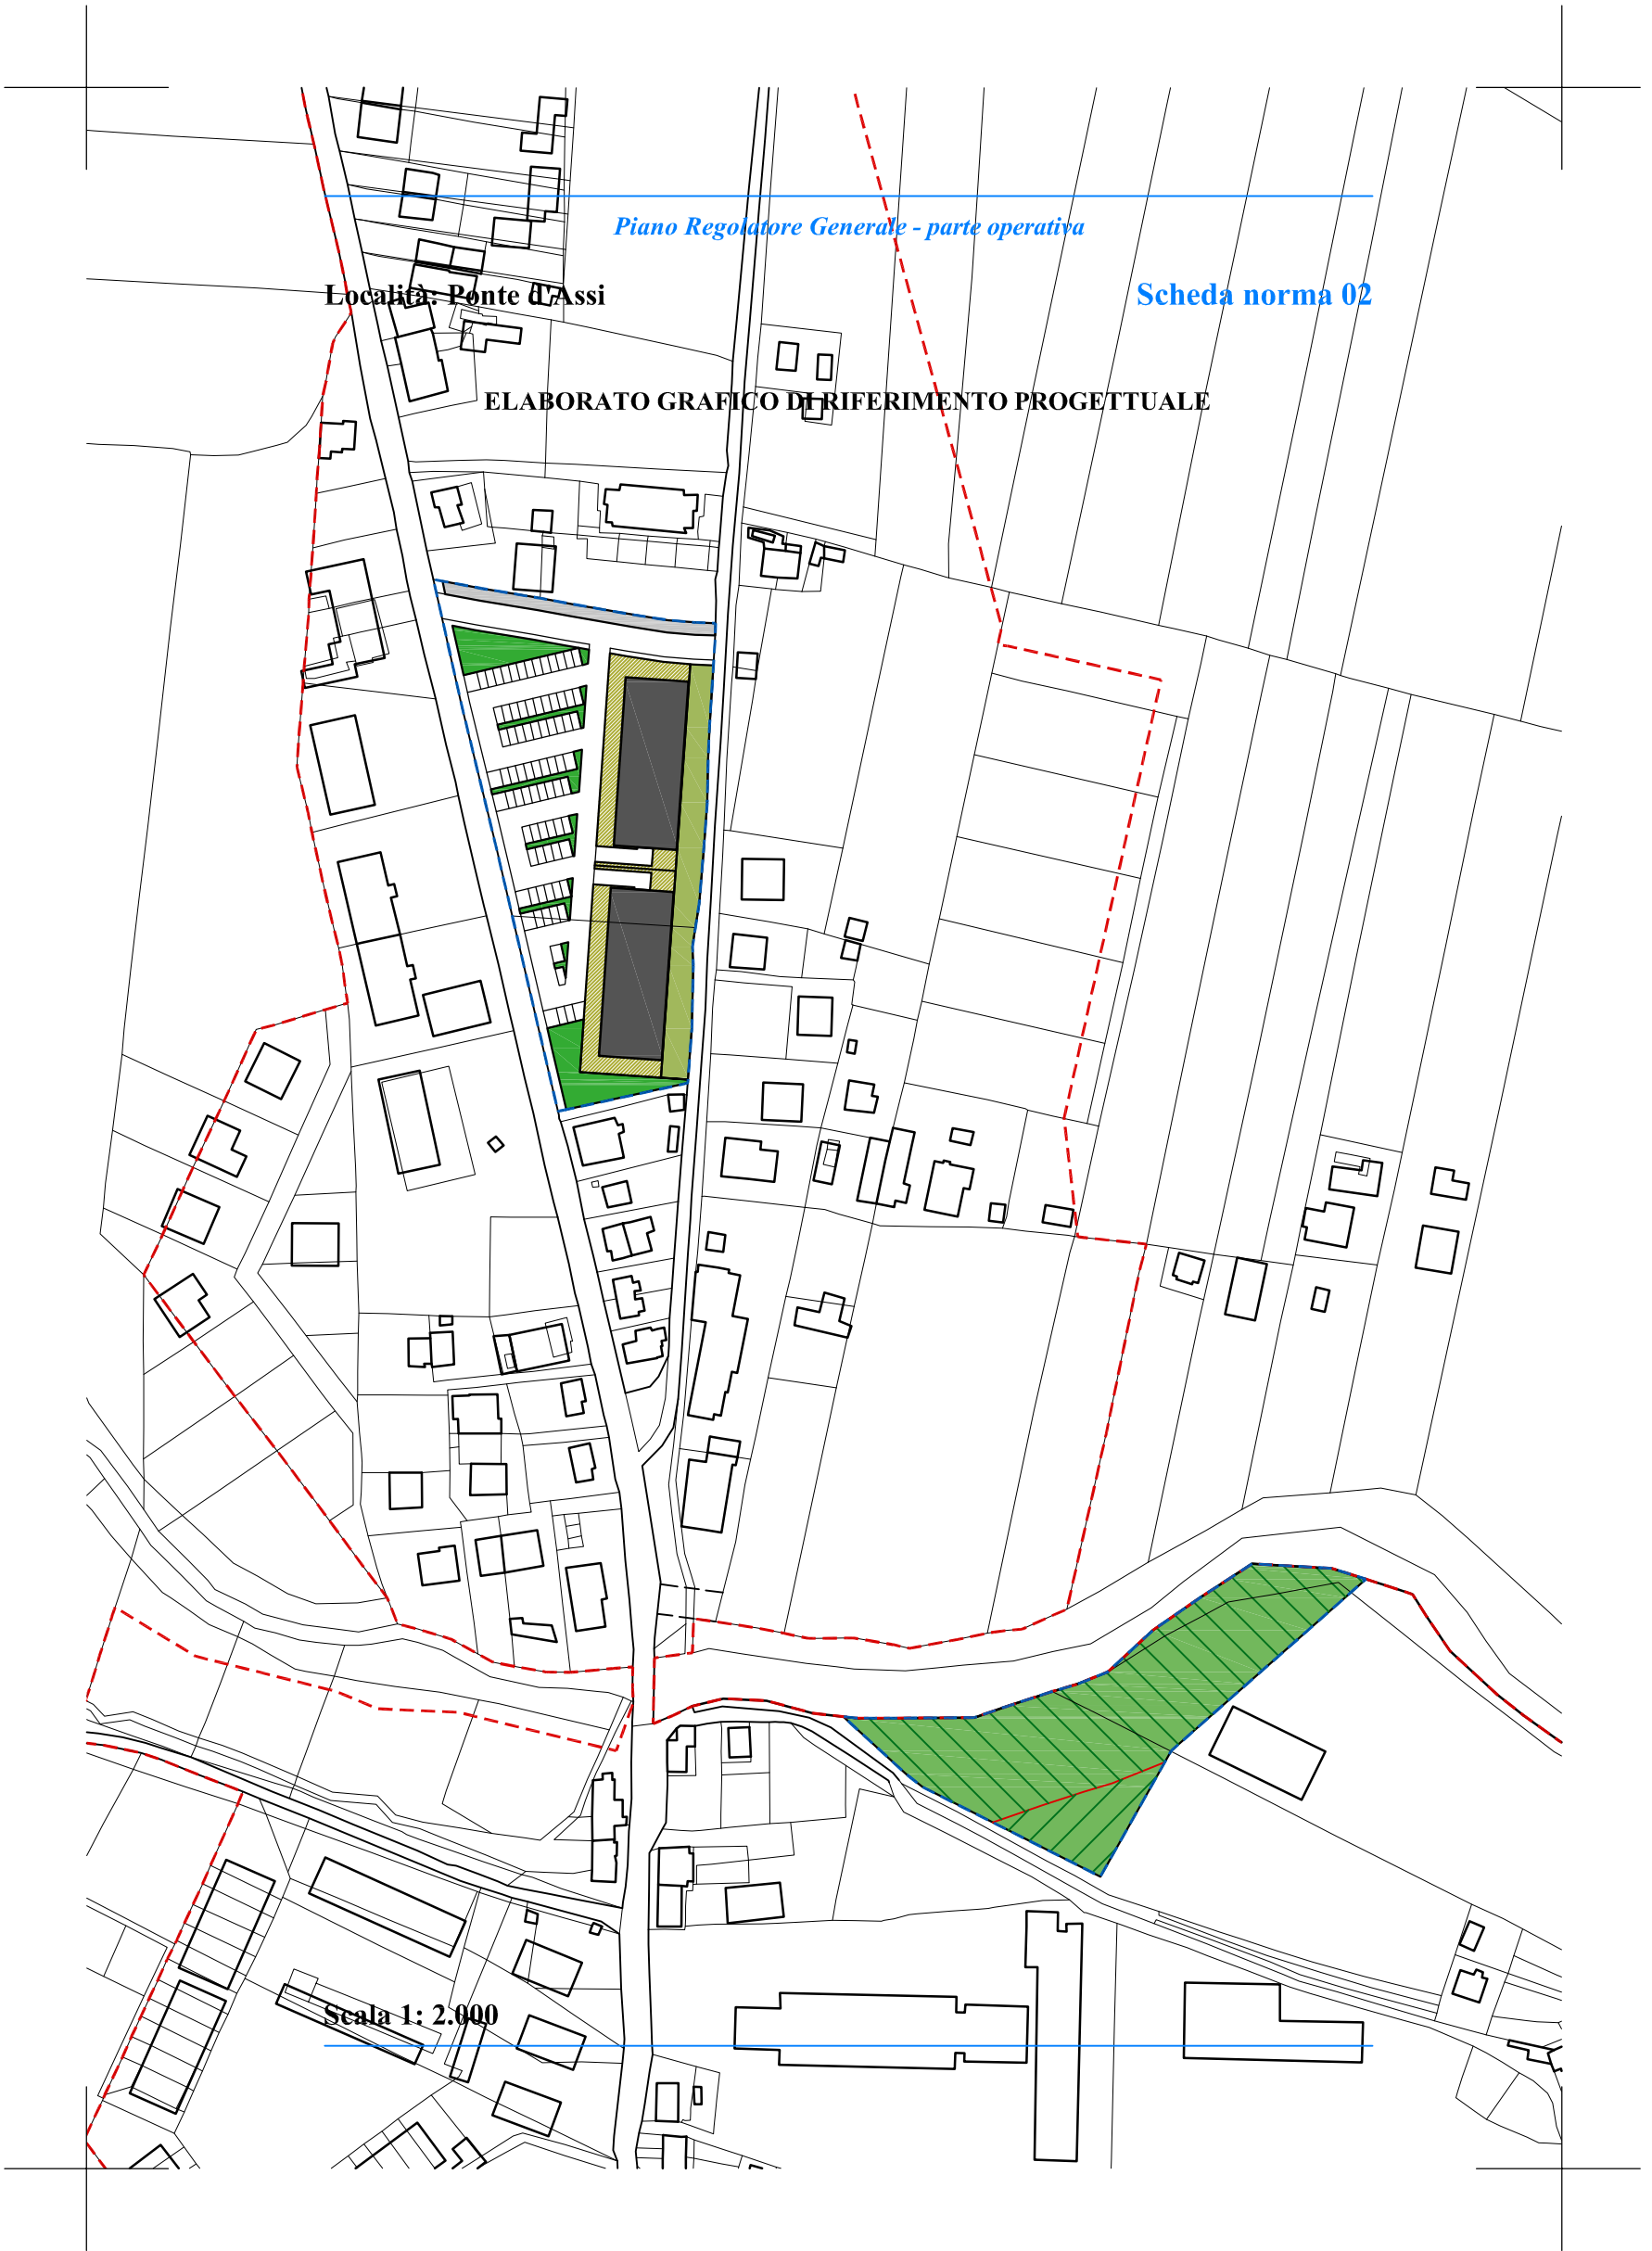 Piano Regolatore Generale - parte operativa
Località: Ponte d'Assi
Scheda norma 02
ELABORATO GRAFICO DI RIFERIMENTO PROGETTUALE
Scala 1: 2.000